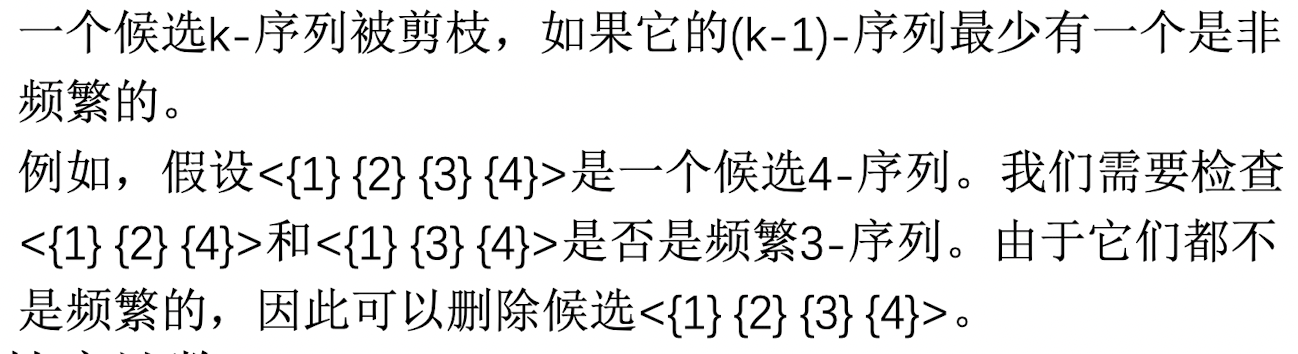 一个候选k-序列被剪枝，如果它的(k-1)-序列最少有一个是非
频繁的。
例如，假设<{1} {2} {3} {4}>是一个候选4-序列。我们需要检查
<{1} {2} {4}>和<{1} {3} {4}>是否是频繁3-序列。由于它们都不
是频繁的，因此可以删除候选<{1} {2} {3} {4}>。